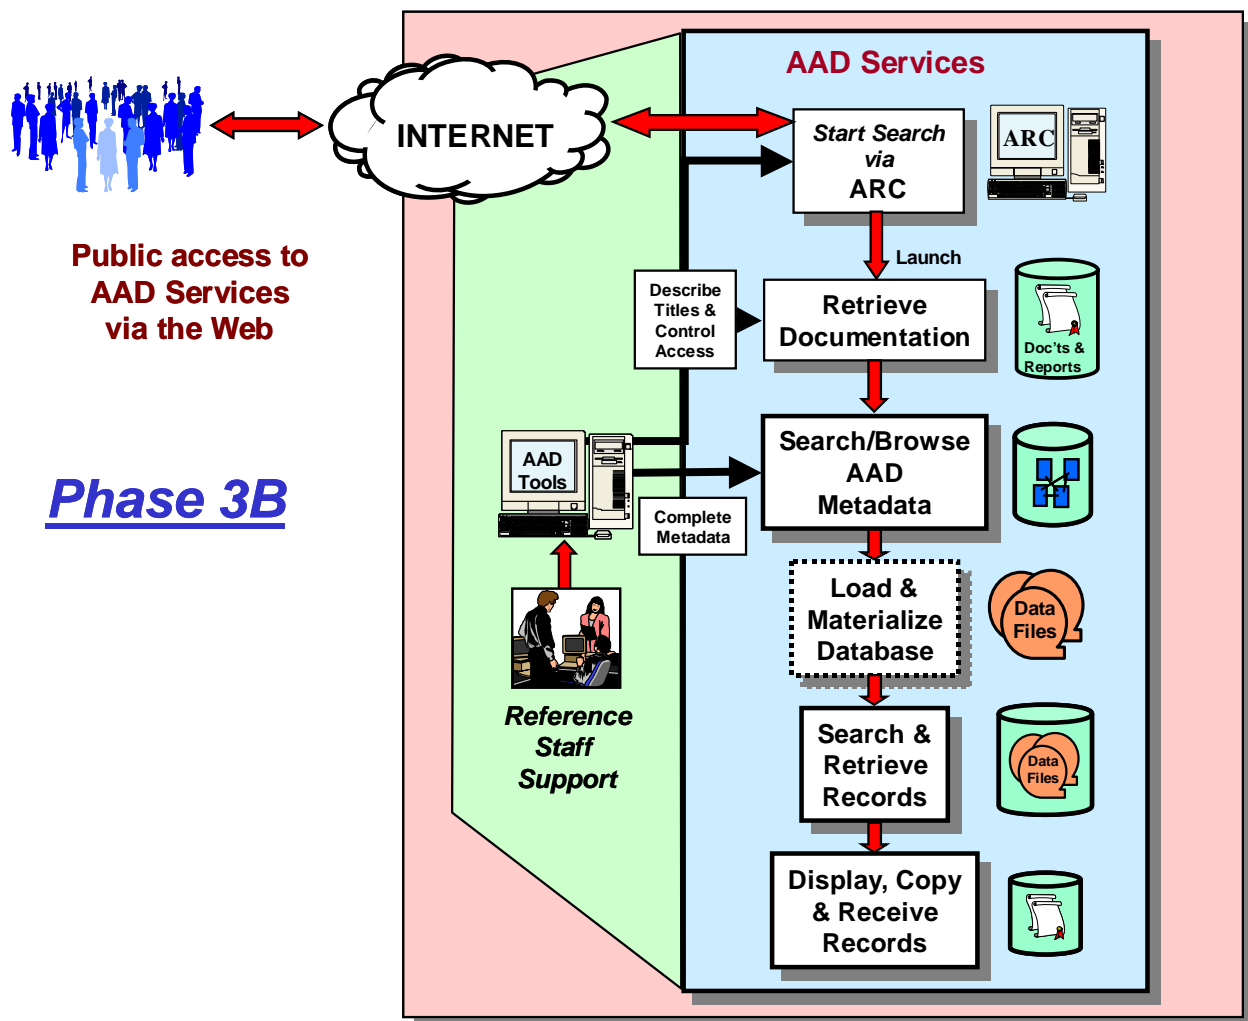 AAD Services
INTERNET
Start Search
via
ARC
ARC
Public access to
AAD Services
via the Web
Launch
Describe
Titles &
Control
Access
Retrieve
Documentation
Doc'ts &
Reports
Phase 3B
AAD
Tools
Search/Browse
AAD
Metadata
Complete
Metadata
Load &
Materialize
Database
Data
Files
Reference
Staff
Support
Search &
Retrieve
Records
Data
Files
Display, Copy
& Receive
Records